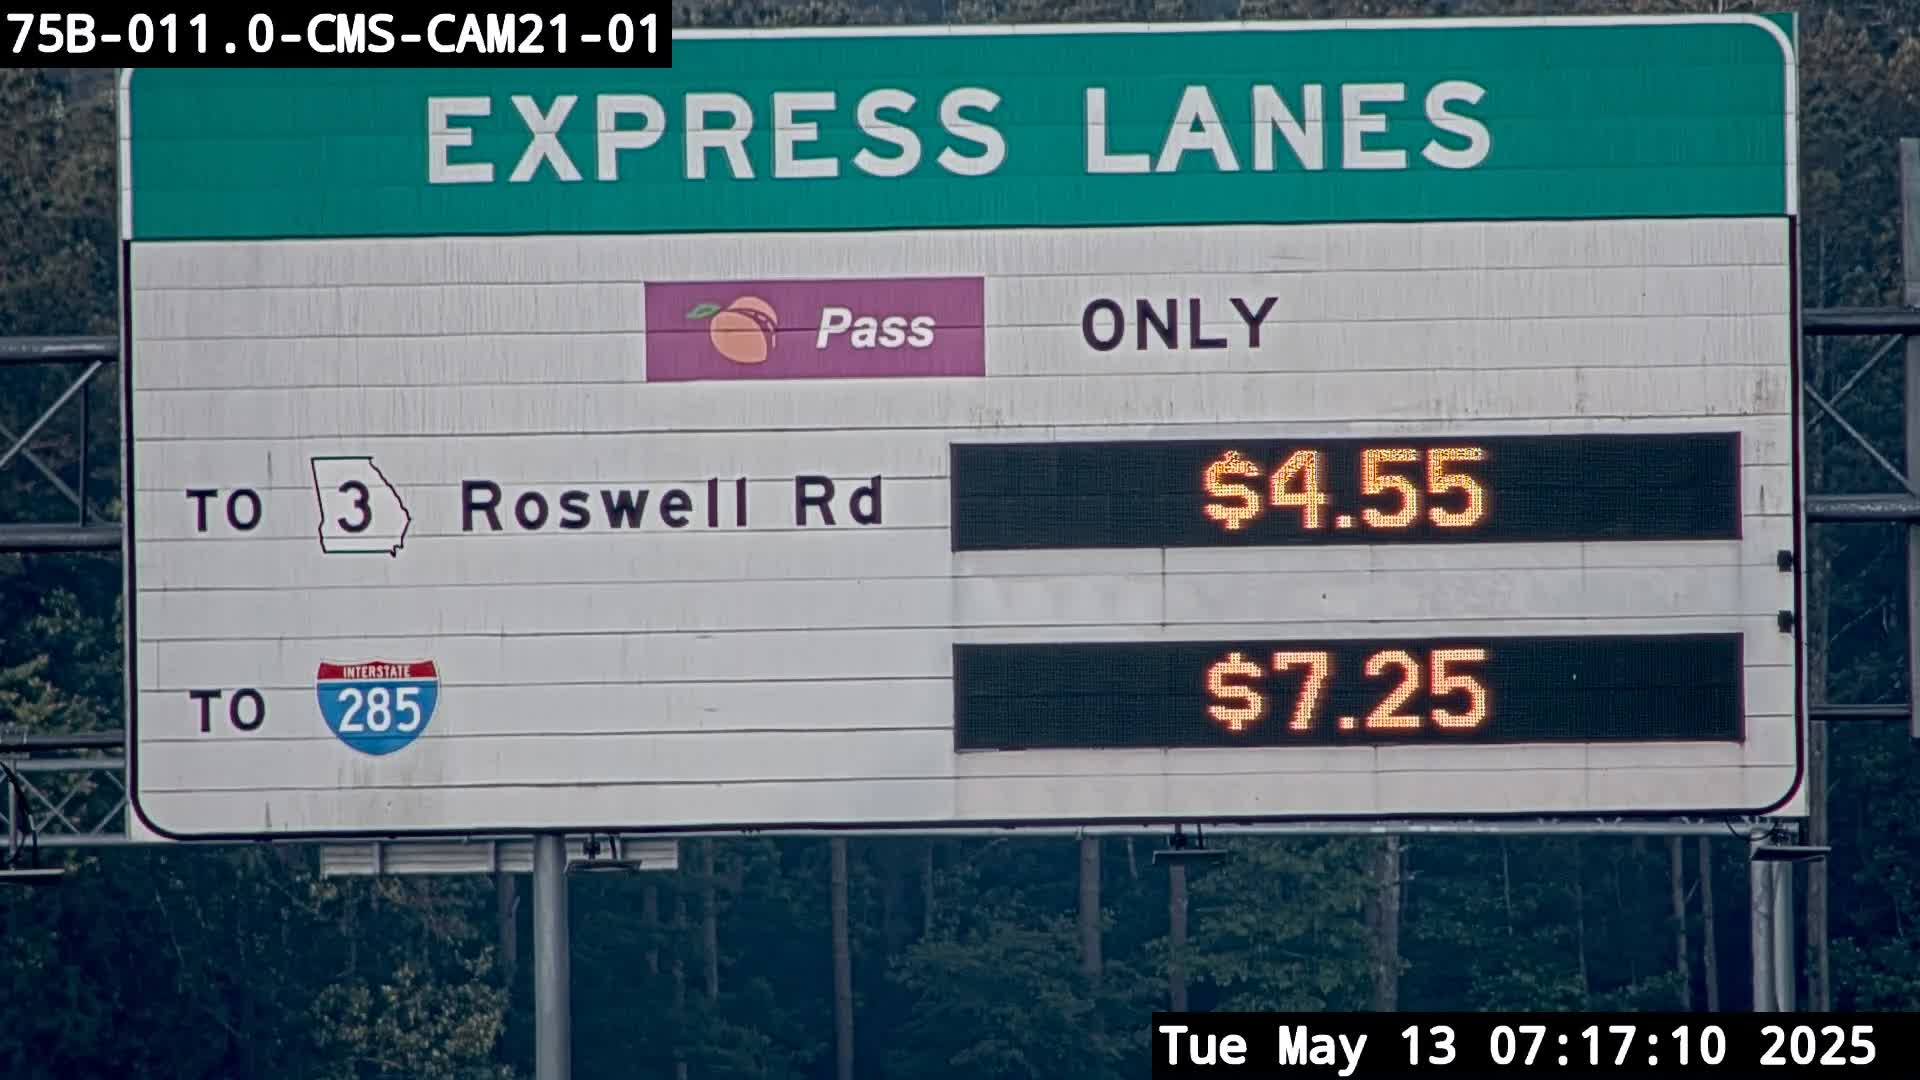 75B-011.0-CMS-CAM21-01
EXPRESS LANES
Pass ONLY
TO 3 Roswell Rd $4.55
TO INTERSTATE 285 $7.25
Tue May 13 07:17:10 2025